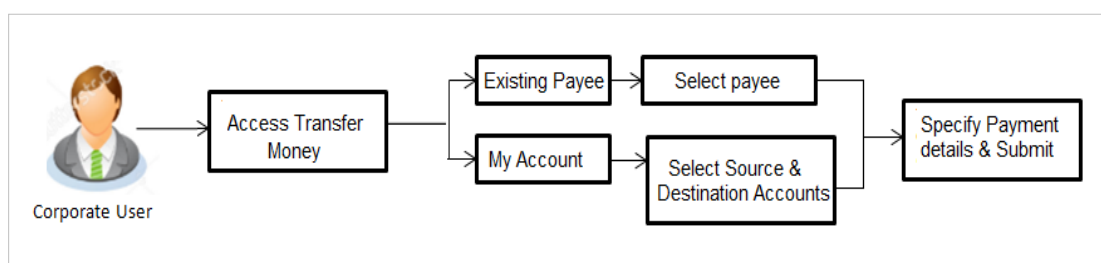 Corporate User
Access Transfer
Money
Existing Payee
Select payee
My Account
Select Source &
Destination Accounts
Specify Payment
details & Submit